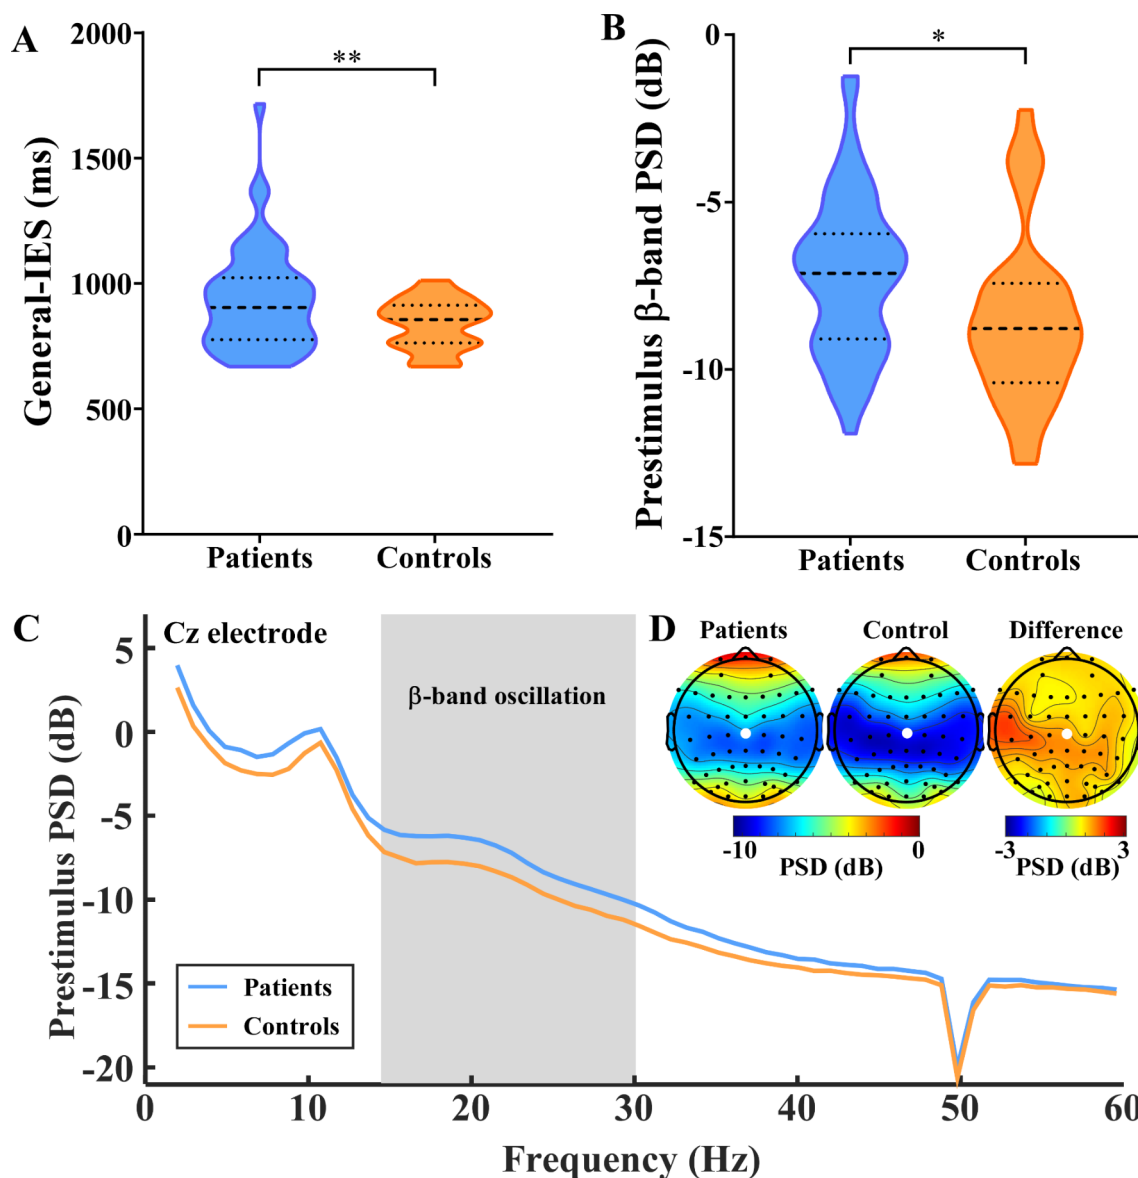 A
General-IES (ms)
2000
1500
1000
500
0
**
Patients
Controls
B
Prestimulus β-band PSD (dB)
0
-5
-10
-15
*
Patients
Controls
C
Cz electrode
β-band oscillation
Prestimulus PSD (dB)
5
0
-5
-10
-15
-20
Patients
Controls
0
10
20
30
40
50
60
Frequency (Hz)
D
Patients
Control
Difference
-10
0
PSD (dB)
-3
3
PSD (dB)